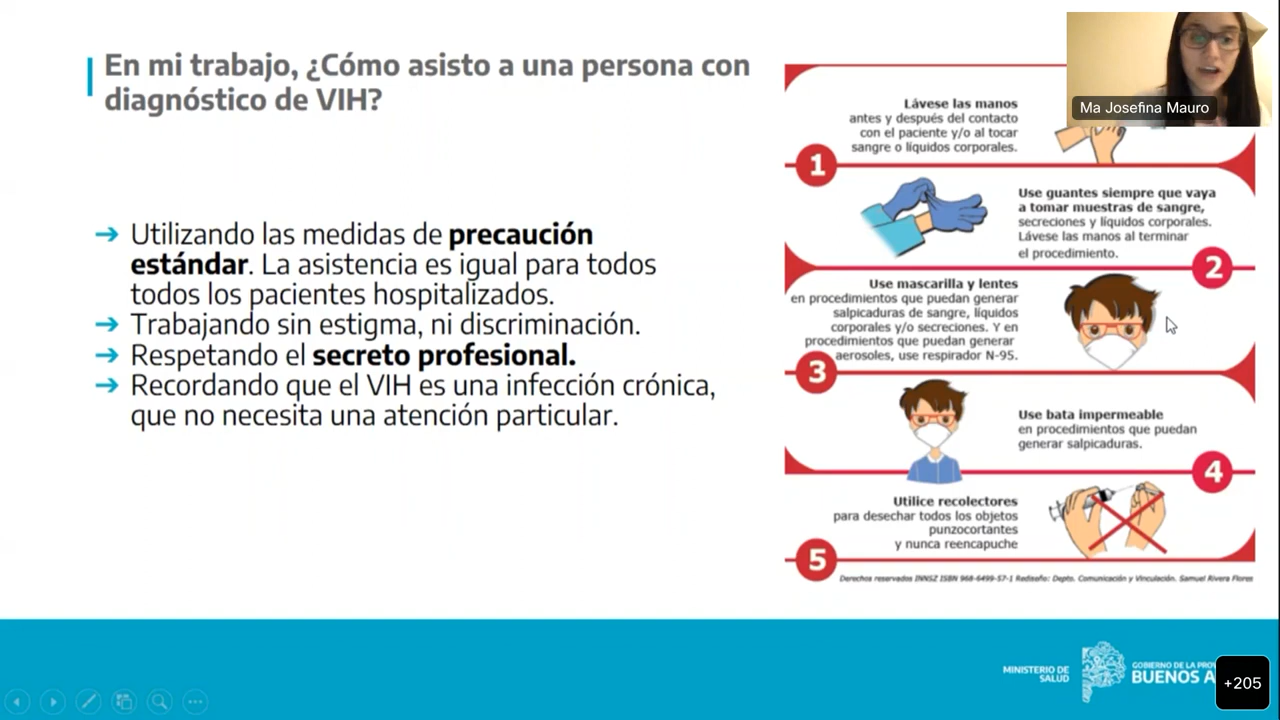 En mi trabajo, ¿Cómo asisto a una persona con
diagnóstico de VIH?
➔ Utilizando las medidas de precaución
estándar. La asistencia es igual para todos
todos los pacientes hospitalizados.
➔ Trabajando sin estigma, ni discriminación.
➔ Respetando el secreto profesional.
➔ Recordando que el VIH es una infección crónica,
que no necesita una atención particular.
Ma Josefina Mauro
Lávese las manos
antes y después del contacto
con el paciente y/o al tocar
sangre o líquidos corporales.
1
Use guantes siempre que vaya
a tomar muestras de sangre,
secreciones y líquidos corporales.
Lávese las manos al terminar
el procedimiento.
2
Use mascarilla y lentes
en procedimientos que puedan generar
salpicaduras de sangre, líquidos
corporales y/o secreciones. Y en
procedimientos que puedan generar
aerosoles, use respirador N-95.
3
Use bata impermeable
en procedimientos que puedan
generar salpicaduras.
4
Utilice recolectores
para desechar todos los objetos
punzocortantes
y nunca reencapuche
5
Derechos reservados INNSZ ISBN 968-6499-57-1 Rediseño: Depto. Comunicación y Vinculación. Samuel Rivera Flores
MINISTERIO DE
SALUD
GOBIERNO DE LA
BUENOS
+205